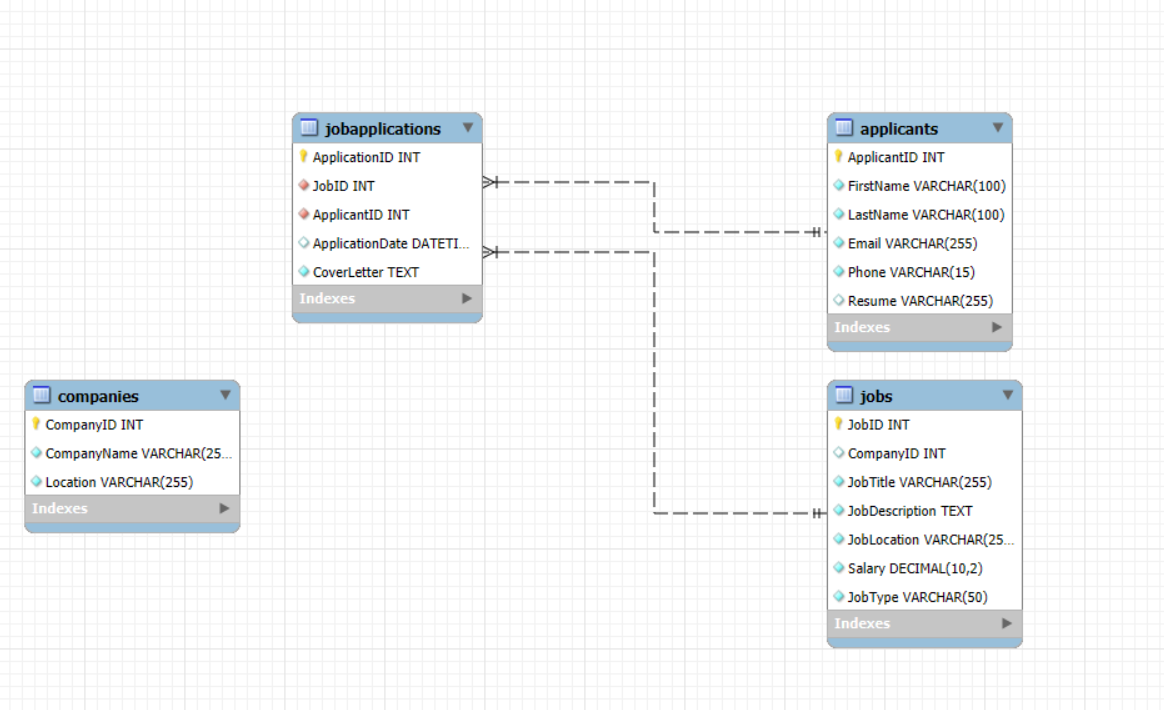 jobapplications
ApplicationID INT
JobID INT
ApplicantID INT
ApplicationDate DATETI...
CoverLetter TEXT
Indexes
applicants
ApplicantID INT
FirstName VARCHAR(100)
LastName VARCHAR(100)
Email VARCHAR(255)
Phone VARCHAR(15)
Resume VARCHAR(255)
Indexes
companies
CompanyID INT
CompanyName VARCHAR(25...
Location VARCHAR(255)
Indexes
jobs
JobID INT
CompanyID INT
JobTitle VARCHAR(255)
JobDescription TEXT
JobLocation VARCHAR(25...
Salary DECIMAL(10,2)
JobType VARCHAR(50)
Indexes